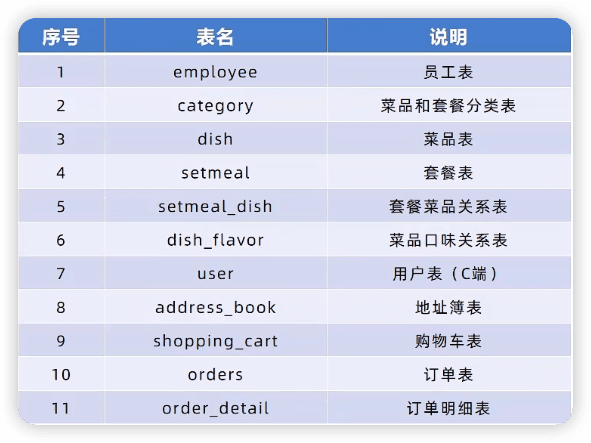 序号 表名 说明
1 employee 员工表
2 category 菜品和套餐分类表
3 dish 菜品表
4 setmeal 套餐表
5 setmeal_dish 套餐菜品关系表
6 dish_flavor 菜品口味关系表
7 user 用户表（C端）
8 address_book 地址簿表
9 shopping_cart 购物车表
10 orders 订单表
11 order_detail 订单明细表